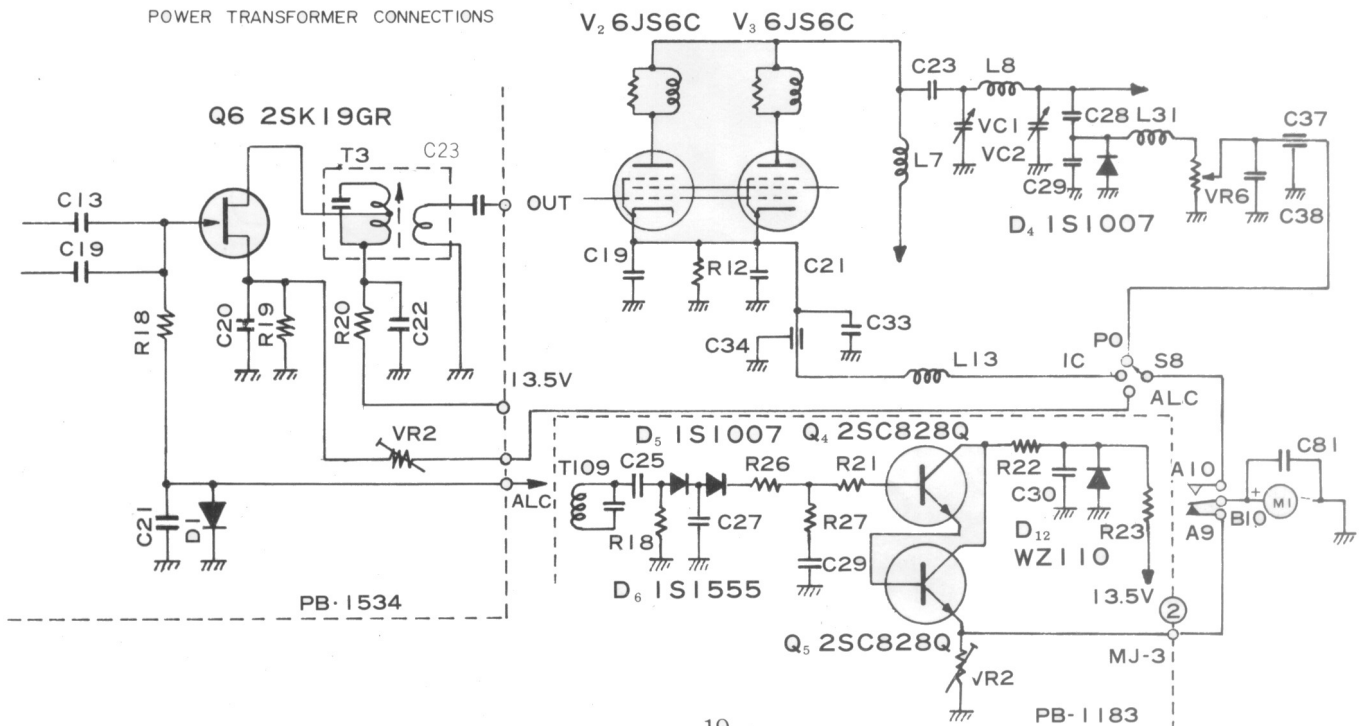 POWER TRANSFORMER CONNECTIONS
V2 6JS6C
V3 6JS6C
Q6 2SK19GR
T3
C23
OUT
C13
C19
R18
C20
R19
R20
C22
13.5V
VR2
ALC
C21
D1
PB-1534
C23
L8
VC1
VC2
C28
L31
C29
D4 1S1007
VR6
C37
C38
L7
C19
R12
C21
C34
C33
L13
PO
IC
S8
ALC
D5 1S1007
Q4 2SC828Q
T109
C25
R26
R21
R22
C30
R18
C27
R27
C29
D12
WZ110
R23
13.5V
D6 1S1555
Q5 2SC828Q
VR2
2
MJ-3
PB-1183
A10
A9
B10
+
M1
C81